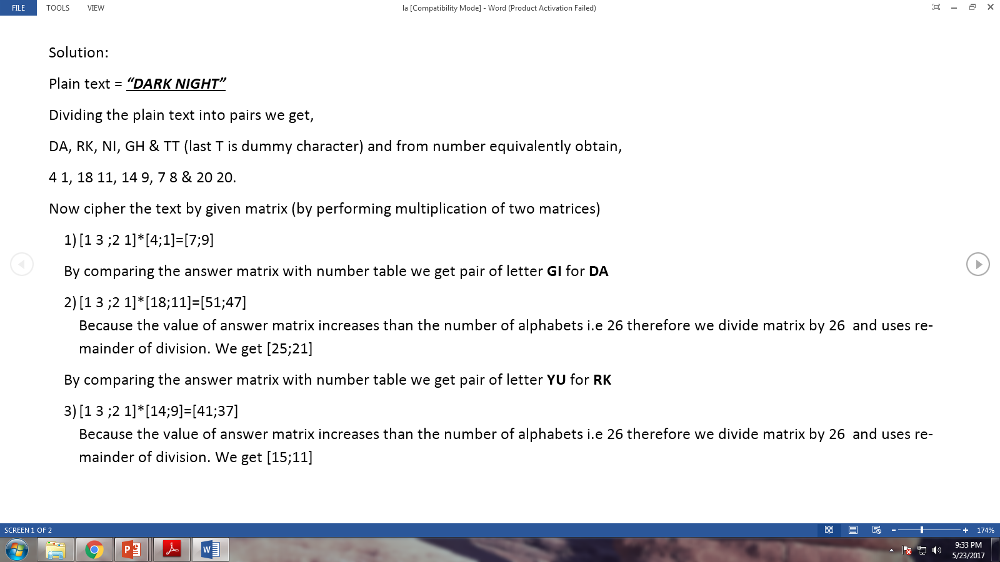 FILE TOOLS VIEW Ia [Compatibility Mode] - Word (Product Activation Failed)
Solution:
Plain text = “DARK NIGHT”
Dividing the plain text into pairs we get,
DA, RK, NI, GH & TT (last T is dummy character) and from number equivalently obtain,
4 1, 18 11, 14 9, 7 8 & 20 20.
Now cipher the text by given matrix (by performing multiplication of two matrices)
1) [1 3 ;2 1]*[4;1]=[7;9]
By comparing the answer matrix with number table we get pair of letter GI for DA
2) [1 3 ;2 1]*[18;11]=[51;47]
Because the value of answer matrix increases than the number of alphabets i.e 26 therefore we divide matrix by 26  and uses re-
mainder of division. We get [25;21]
By comparing the answer matrix with number table we get pair of letter YU for RK
3) [1 3 ;2 1]*[14;9]=[41;37]
Because the value of answer matrix increases than the number of alphabets i.e 26 therefore we divide matrix by 26  and uses re-
mainder of division. We get [15;11]
SCREEN 1 OF 2 174%
9:33 PM
5/23/2017